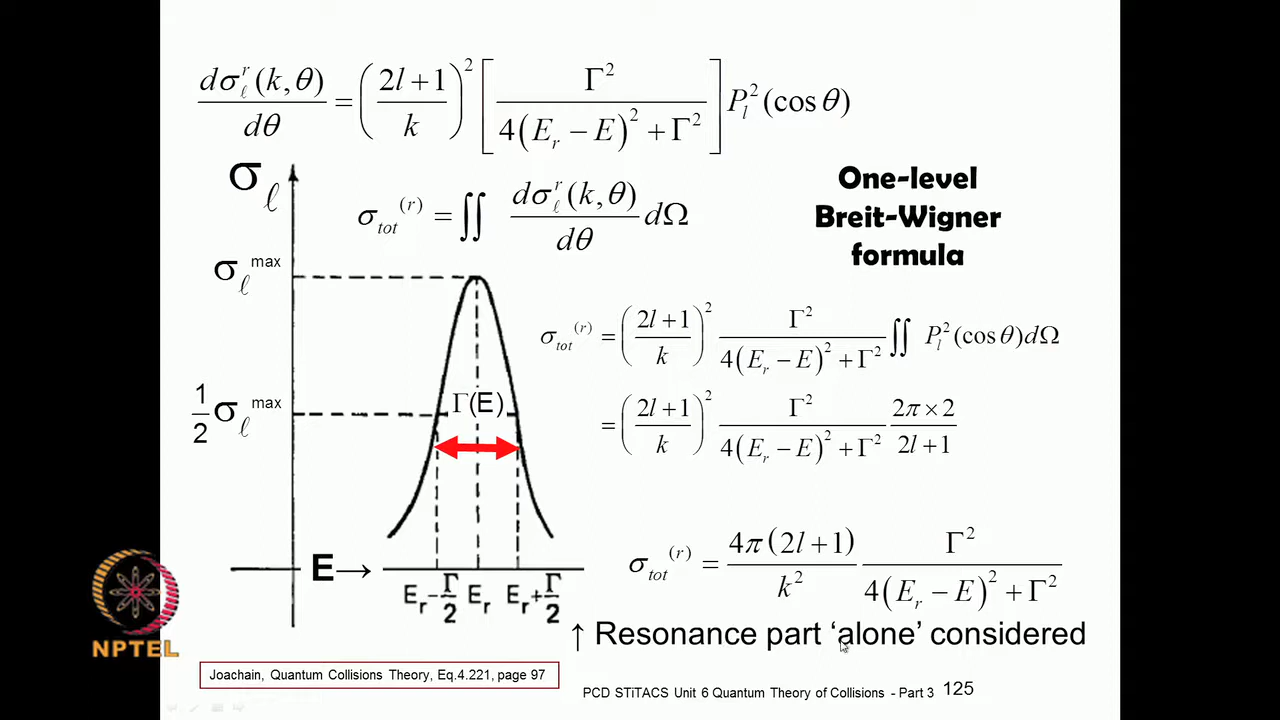 dσ_ℓ^r(k,θ)/dθ = ((2l+1)/k)^2 [Γ^2/(4(E_r − E)^2 + Γ^2)] P_l^2(cos θ)
σ_ℓ
σ_tot^(r) = ∬ dσ_ℓ^r(k,θ)/dθ dΩ
One-level
Breit-Wigner
formula
σ_ℓ^max
σ_tot^(r) = ((2l+1)/k)^2 Γ^2/(4(E_r − E)^2 + Γ^2) ∬ P_l^2(cos θ)dΩ
1/2 σ_ℓ^max
Γ(E)
= ((2l+1)/k)^2 Γ^2/(4(E_r − E)^2 + Γ^2) (2π×2)/(2l+1)
σ_tot^(r) = 4π(2l+1)/k^2 Γ^2/(4(E_r − E)^2 + Γ^2)
E→
E_r−Γ/2 E_r E_r+Γ/2
↑ Resonance part ‘alone’ considered
NPTEL
Joachain, Quantum Collisions Theory, Eq.4.221, page 97
PCD STiTACS Unit 6 Quantum Theory of Collisions - Part 3 125